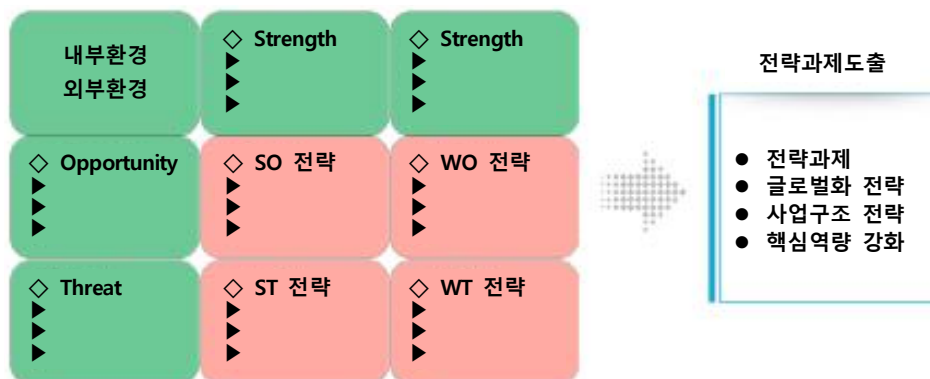 내부환경
외부환경
◇ Strength
▶
▶
▶
◇ Strength
▶
▶
▶
◇ Opportunity
▶
▶
▶
◇ SO 전략
▶
▶
▶
◇ WO 전략
▶
▶
▶
◇ Threat
▶
▶
▶
◇ ST 전략
▶
▶
▶
◇ WT 전략
▶
▶
▶
전략과제도출
● 전략과제
● 글로벌화 전략
● 사업구조 전략
● 핵심역량 강화